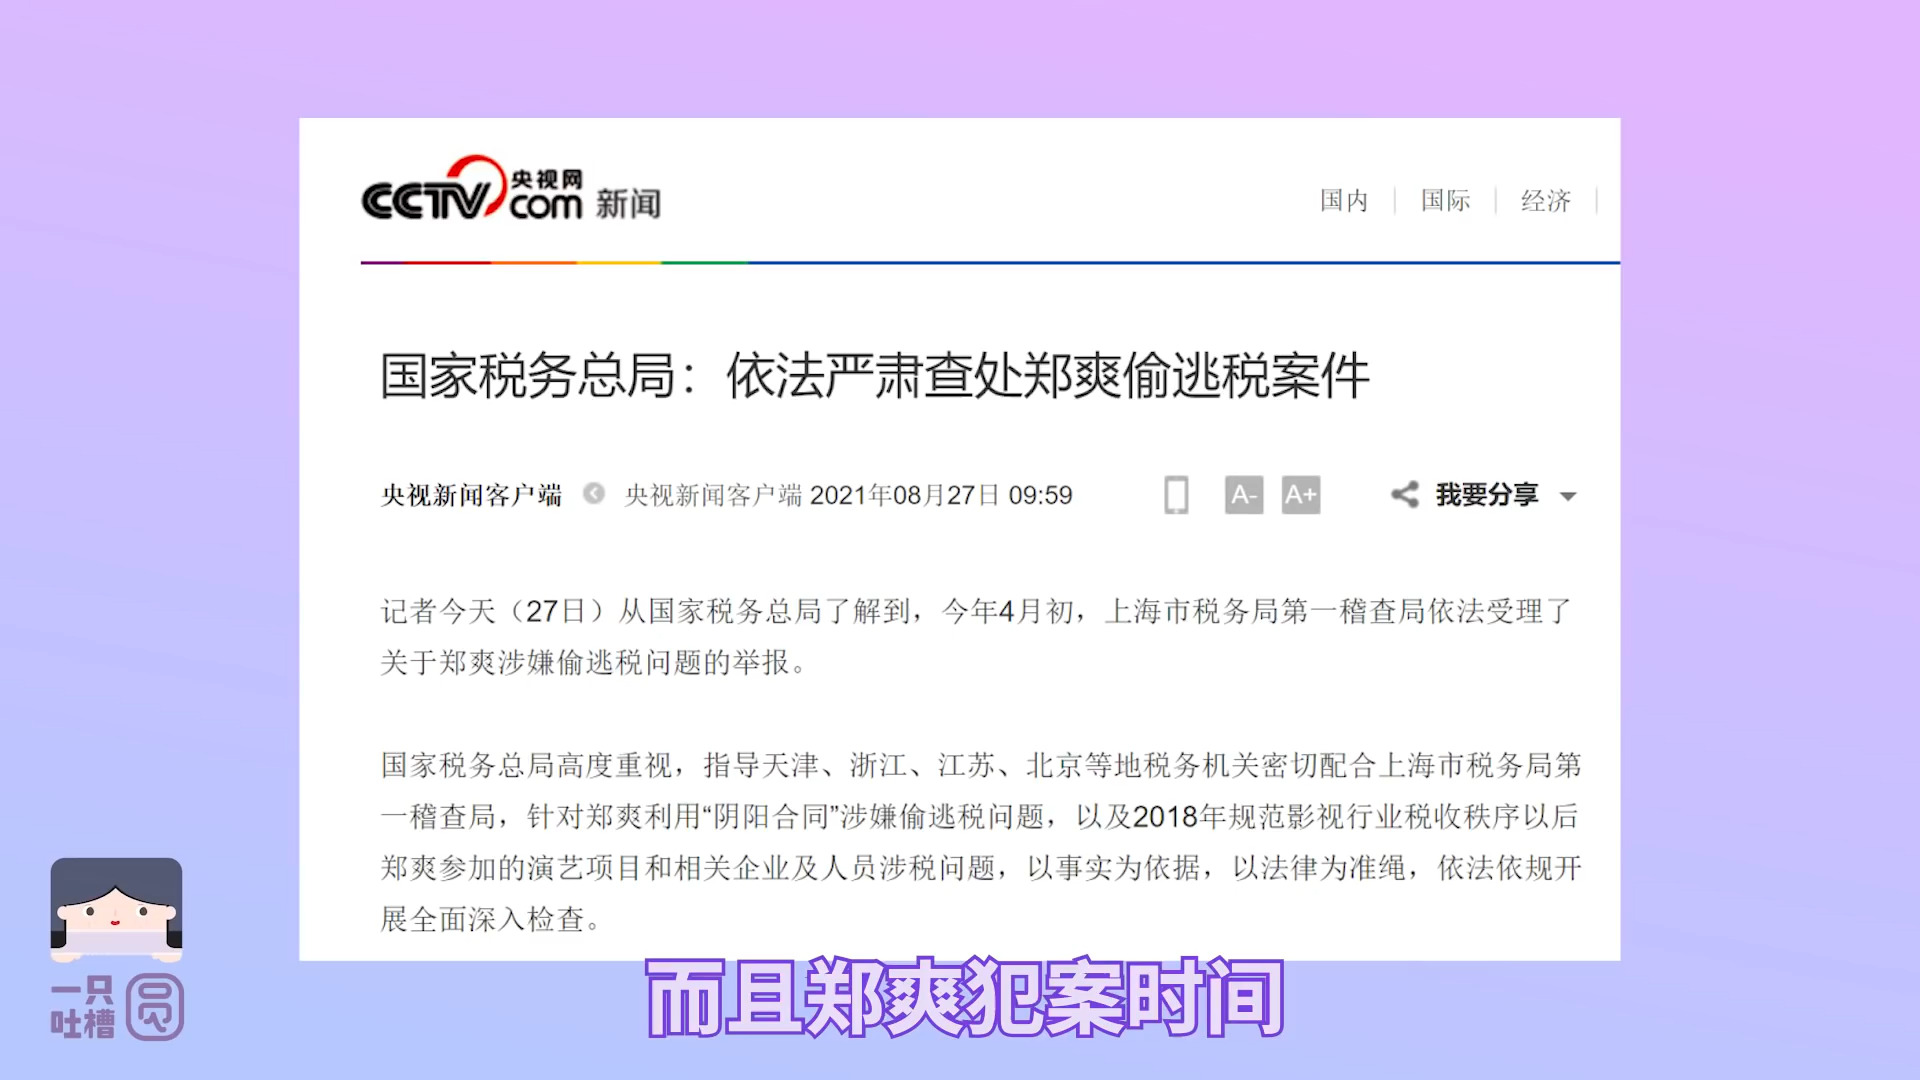 CCTV.com 央视网 新闻
国内 国际 经济
国家税务总局：依法严肃查处郑爽偷逃税案件
央视新闻客户端 央视新闻客户端 2021年08月27日 09:59 A- A+ 我要分享
记者今天（27日）从国家税务总局了解到，今年4月初，上海市税务局第一稽查局依法受理了
关于郑爽涉嫌偷逃税问题的举报。
国家税务总局高度重视，指导天津、浙江、江苏、北京等地税务机关密切配合上海市税务局第
一稽查局，针对郑爽利用“阴阳合同”涉嫌偷逃税问题，以及2018年规范影视行业税收秩序以后
郑爽参加的演艺项目和相关企业及人员涉税问题，以事实为依据，以法律为准绳，依法依规开
展全面深入检查。
而且郑爽犯案时间
一只
吐槽
圆